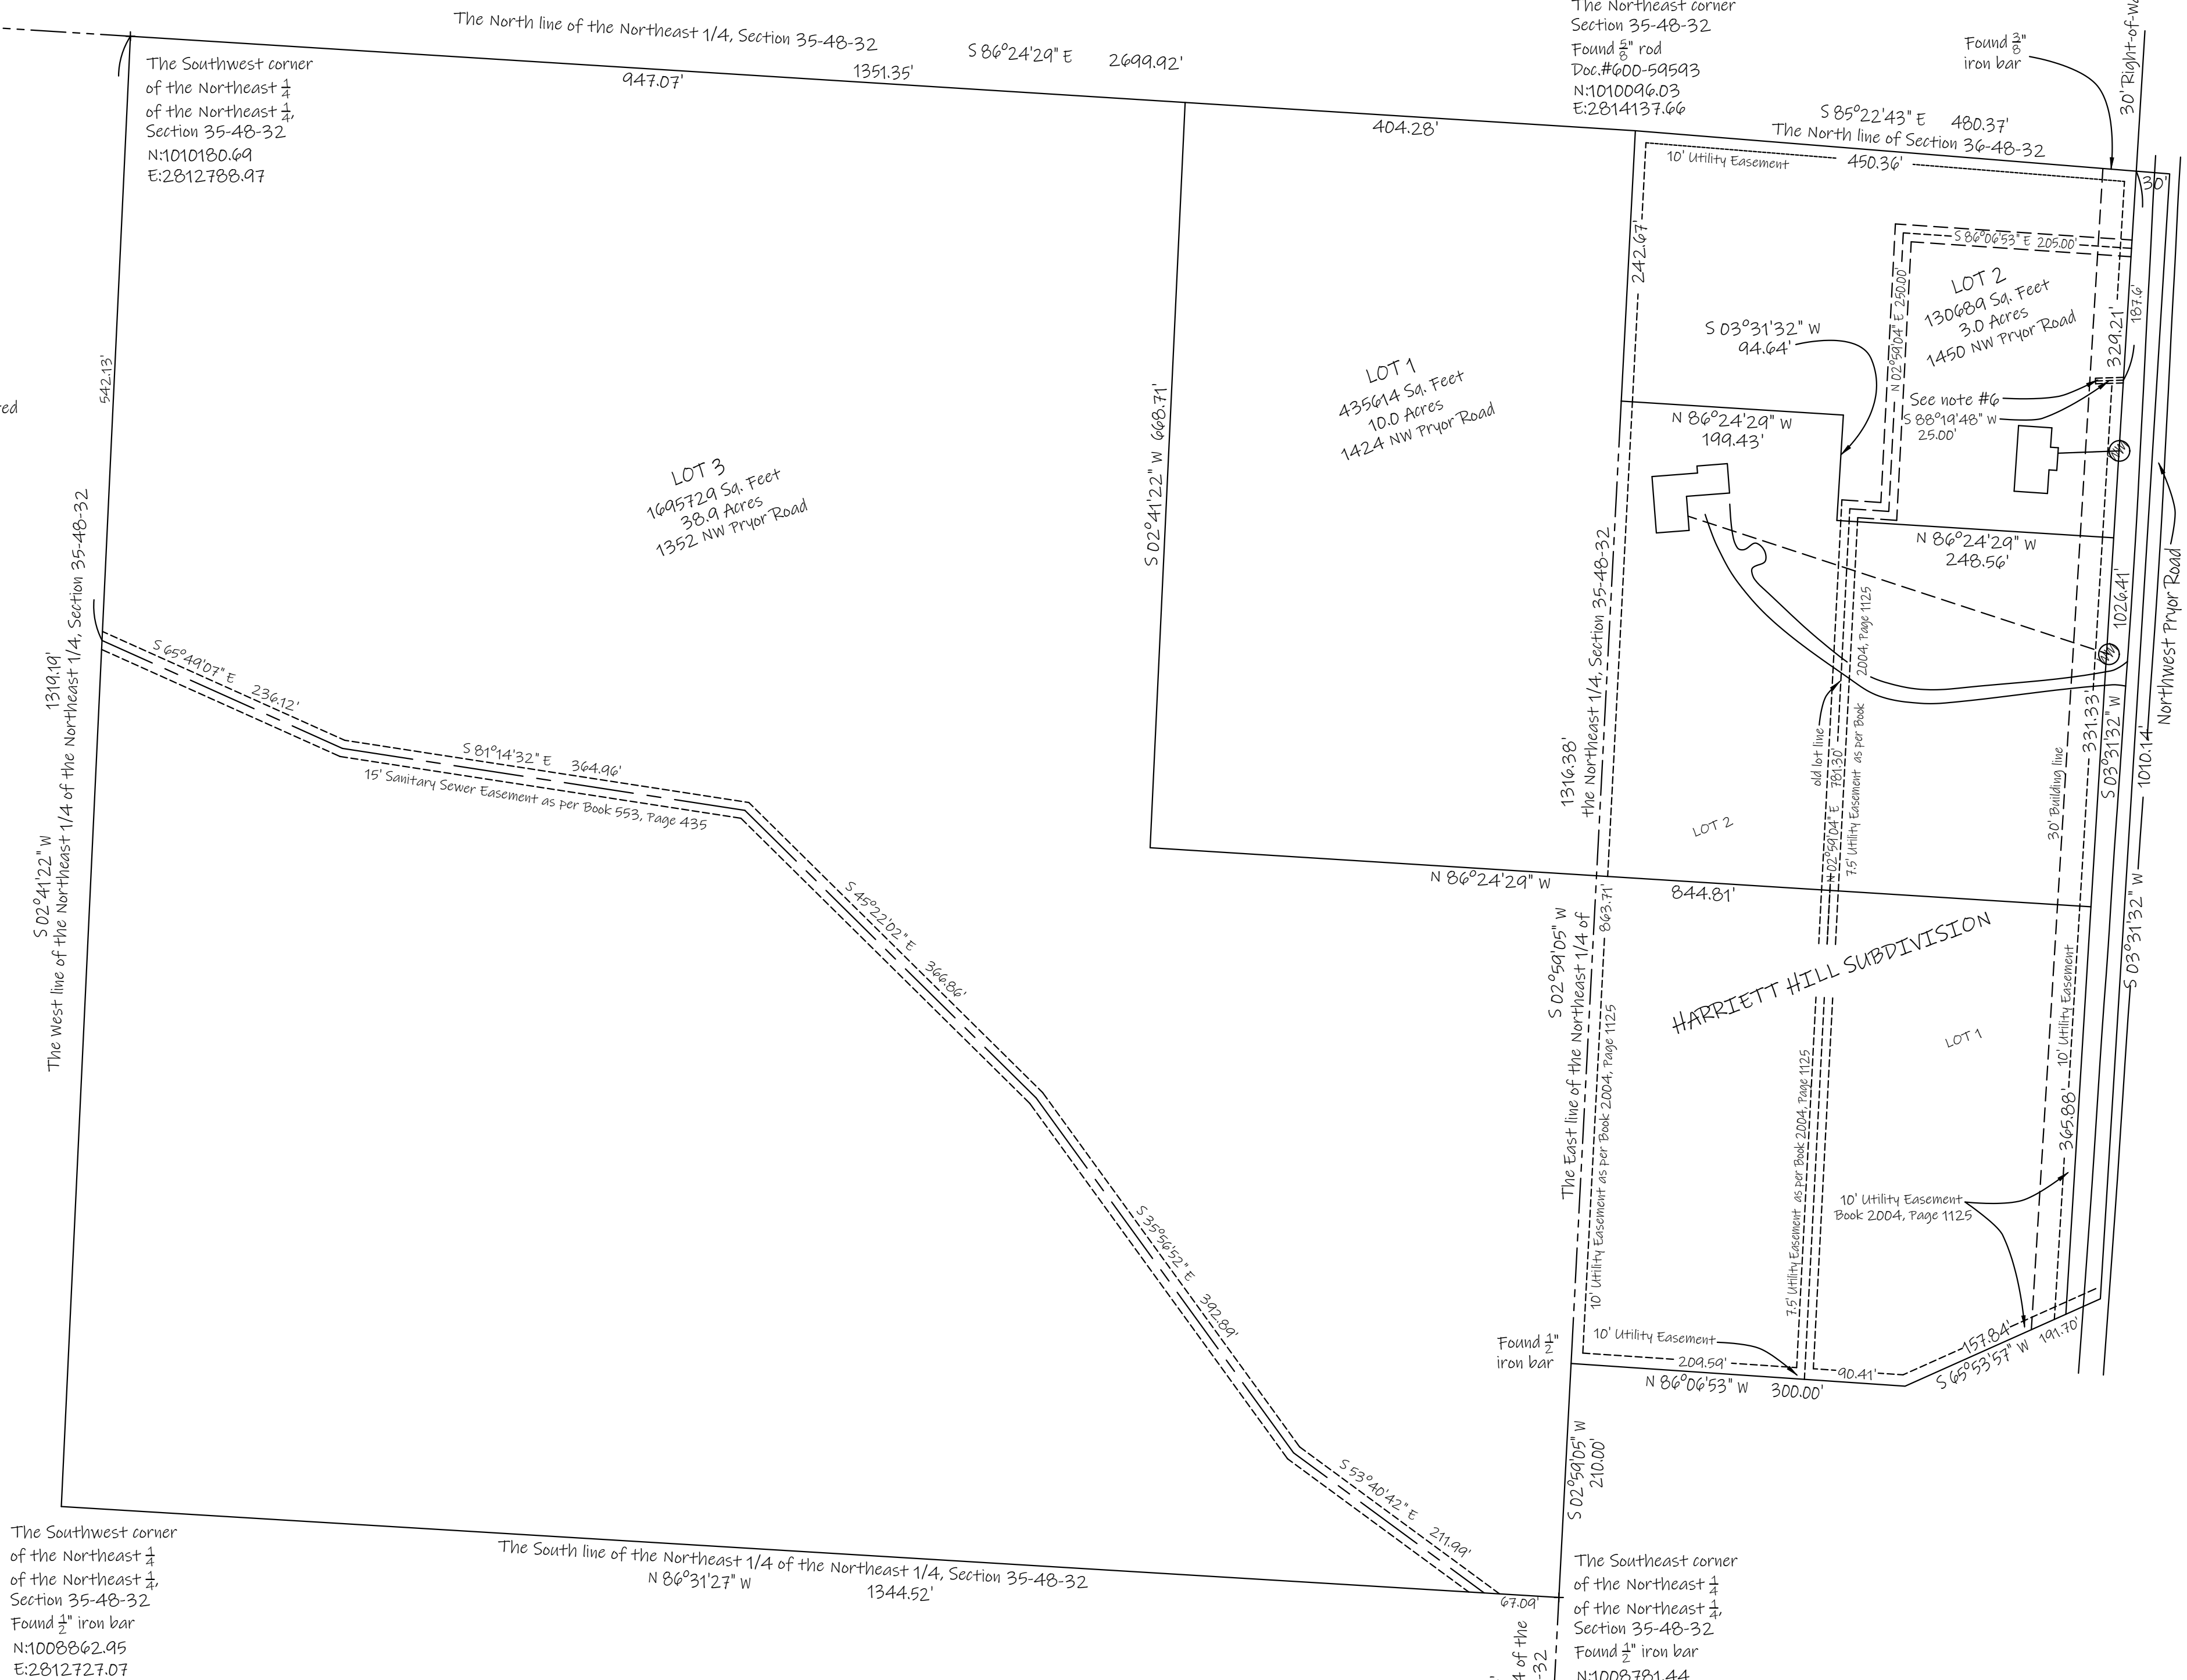 The North line of the Northeast 1/4, Section 35-48-32
S 86°24'29" E 2699.92'
947.07'
1351.35'
404.28'
The Southwest corner
of the Northeast 1/4
of the Northeast 1/4,
Section 35-48-32
N:1010180.69
E:2812788.97
The Northeast corner
Section 35-48-32
Found 5/8" rod
Doc.#600-59593
N:1010096.03
E:2814137.66
Found 3/8"
iron bar
30' Right-of-Wa
S 85°22'43" E 480.37'
The North line of Section 36-48-32
10' Utility Easement
450.36'
30'
S 86°06'53" E 205.00'
242.67'
N 02°59'04" E 250.00'
LOT 2
130689 Sq. Feet
3.0 Acres
1450 NW Pryor Road
187.6'
329.21'
S 03°31'32" W
94.64'
See note #6
S 88°19'48" W
25.00'
N 86°24'29" W
199.43'
N 86°24'29" W
248.56'
542.13'
red
LOT 3
1695729 Sq. Feet
38.9 Acres
1352 NW Pryor Road
S 02°41'22" W 668.71'
LOT 1
435614 Sq. Feet
10.0 Acres
1424 NW Pryor Road
1026.41'
Northwest Pryor Road
S 02°41'22" W
1319.19'
The West line of the Northeast 1/4 of the Northeast 1/4, Section 35-48-32
S 65°49'07" E 236.12'
S 81°14'32" E 364.96'
15' Sanitary Sewer Easement as per Book 553, Page 435
S 45°22'02" E 366.86'
S 35°56'52" E 392.89'
S 53°40'42" E 211.99'
S 02°59'05" W
1316.38'
The East line of the Northeast 1/4 of
the Northeast 1/4, Section 35-48-32
old lot line
N 02°59'04" E 781.30'
7.5' Utility Easement as per Book 2004, Page 1125
30' Building line
331.33'
S 03°31'32" W
1010.14'
S 03°31'32" W
LOT 2
N 86°24'29" W
844.81'
863.71'
HARRIETT HILL SUBDIVISION
LOT 1
10' Utility Easement as per Book 2004, Page 1125
7.5' Utility Easement as per Book 2004, Page 1125
10' Utility Easement
365.88'
10' Utility Easement
Book 2004, Page 1125
Found 1/2"
iron bar
10' Utility Easement
209.59'
90.41'
157.84'
N 86°06'53" W 300.00'
S 65°53'57" W 191.70'
S 02°59'05" W
210.00'
The South line of the Northeast 1/4 of the Northeast 1/4, Section 35-48-32
N 86°31'27" W
1344.52'
67.09'
The Southwest corner
of the Northeast 1/4
of the Northeast 1/4,
Section 35-48-32
Found 1/2" iron bar
N:1008862.95
E:2812727.07
The Southeast corner
of the Northeast 1/4
of the Northeast 1/4,
Section 35-48-32
Found 1/2" iron bar
N:1008781.44
4 of the
-32